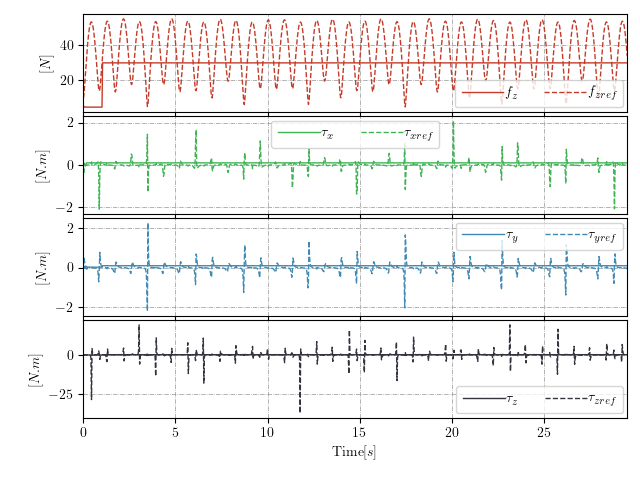 [N]
40
20
f_z f_zref
[N.m]
2
0
−2
τ_x τ_xref
[N.m]
2
0
−2
τ_y τ_yref
[N.m]
0
−25
τ_z τ_zref
0 5 10 15 20 25
Time[s]